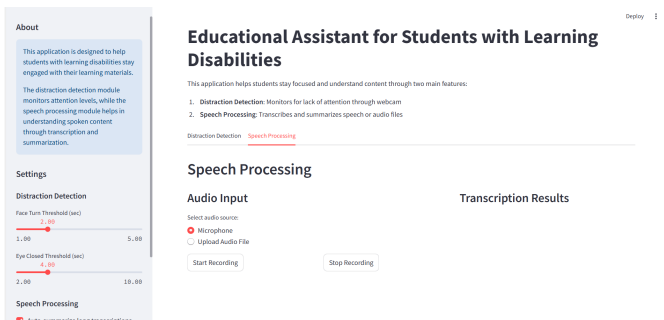 Deploy
About
This application is designed to help
students with learning disabilities stay
engaged with their learning materials.
The distraction detection module
monitors attention levels, while the
speech processing module helps in
understanding spoken content
through transcription and
summarization.
Settings
Distraction Detection
Face Turn Threshold (sec)
2.00
1.00 5.00
Eye Closed Threshold (sec)
4.00
2.00 10.00
Speech Processing
Educational Assistant for Students with Learning
Disabilities
This application helps students stay focused and understand content through two main features:
1. Distraction Detection: Monitors for lack of attention through webcam
2. Speech Processing: Transcribes and summarizes speech or audio files
Distraction Detection Speech Processing
Speech Processing
Audio Input
Select audio source:
Microphone
Upload Audio File
Start Recording Stop Recording
Transcription Results